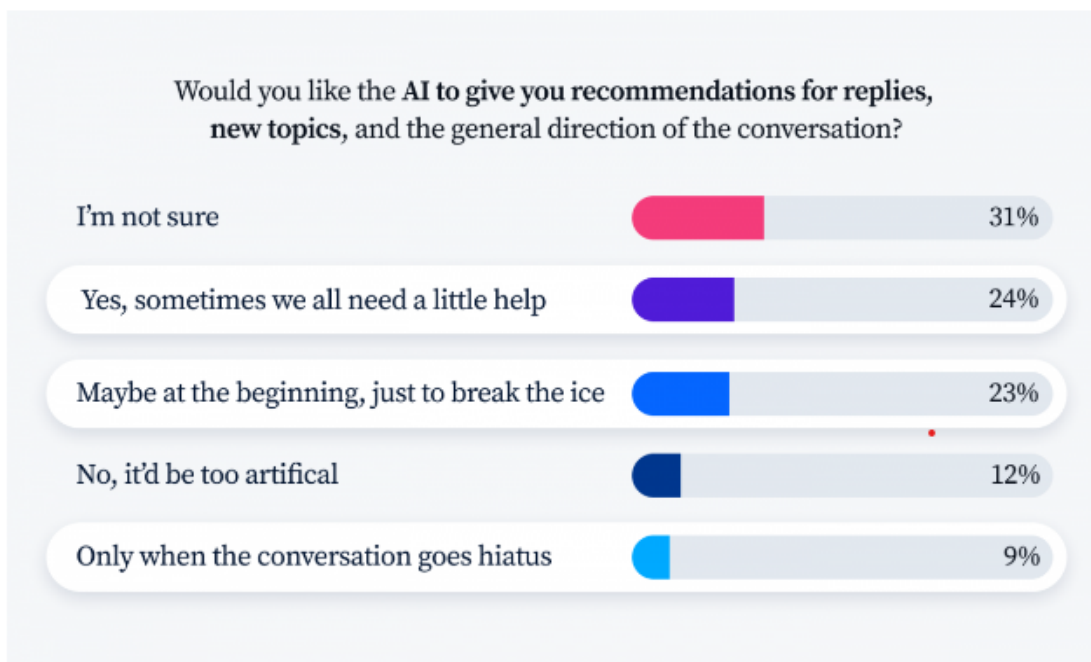 Would you like the AI to give you recommendations for replies,
new topics, and the general direction of the conversation?
I'm not sure 31%
Yes, sometimes we all need a little help 24%
Maybe at the beginning, just to break the ice 23%
No, it'd be too artifical 12%
Only when the conversation goes hiatus 9%